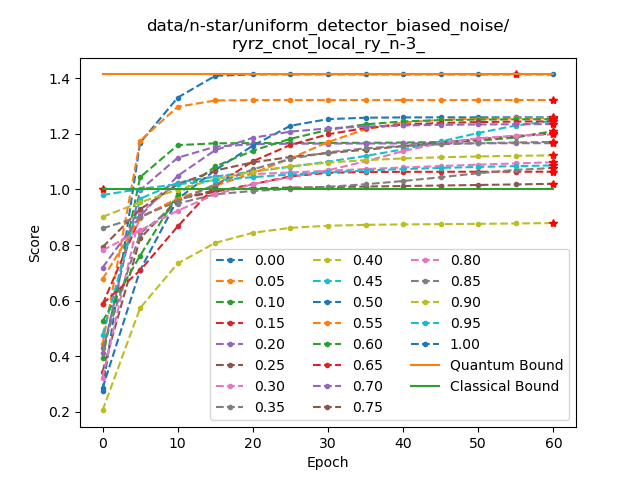 data/n-star/uniform_detector_biased_noise/
ryrz_cnot_local_ry_n-3_
Score
1.4
1.2
1.0
0.8
0.6
0.4
0.2
0 10 20 30 40 50 60
Epoch
0.00 0.40 0.80
0.05 0.45 0.85
0.10 0.50 0.90
0.15 0.55 0.95
0.20 0.60 1.00
0.25 0.65 Quantum Bound
0.30 0.70 Classical Bound
0.35 0.75